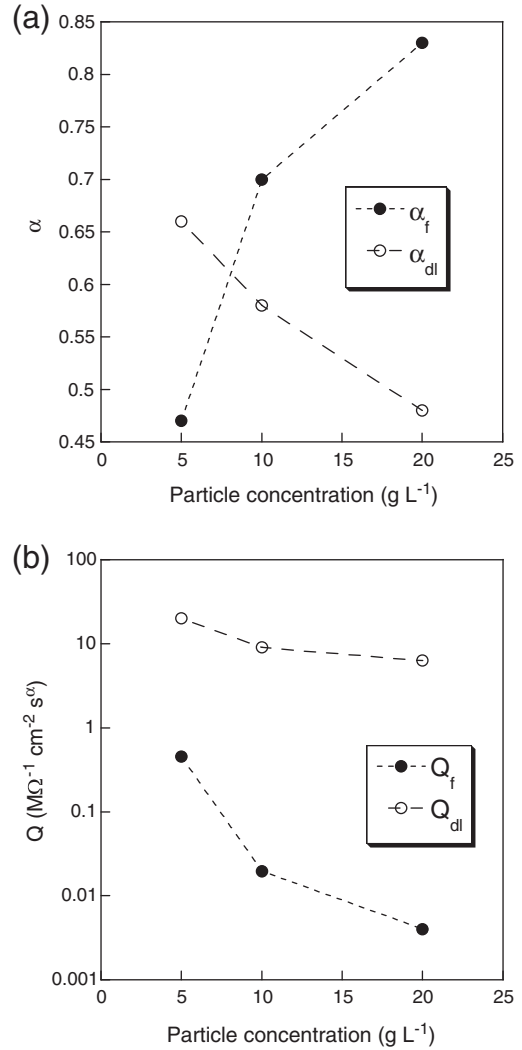 (a)
0.85
0.8
0.75
0.7
0.65
0.6
0.55
0.5
0.45
α
α_f
α_dl
0 5 10 15 20 25
Particle concentration (g L⁻¹)
(b)
100
10
1
0.1
0.01
0.001
Q (MΩ⁻¹ cm⁻² s^α)
Q_f
Q_dl
0 5 10 15 20 25
Particle concentration (g L⁻¹)